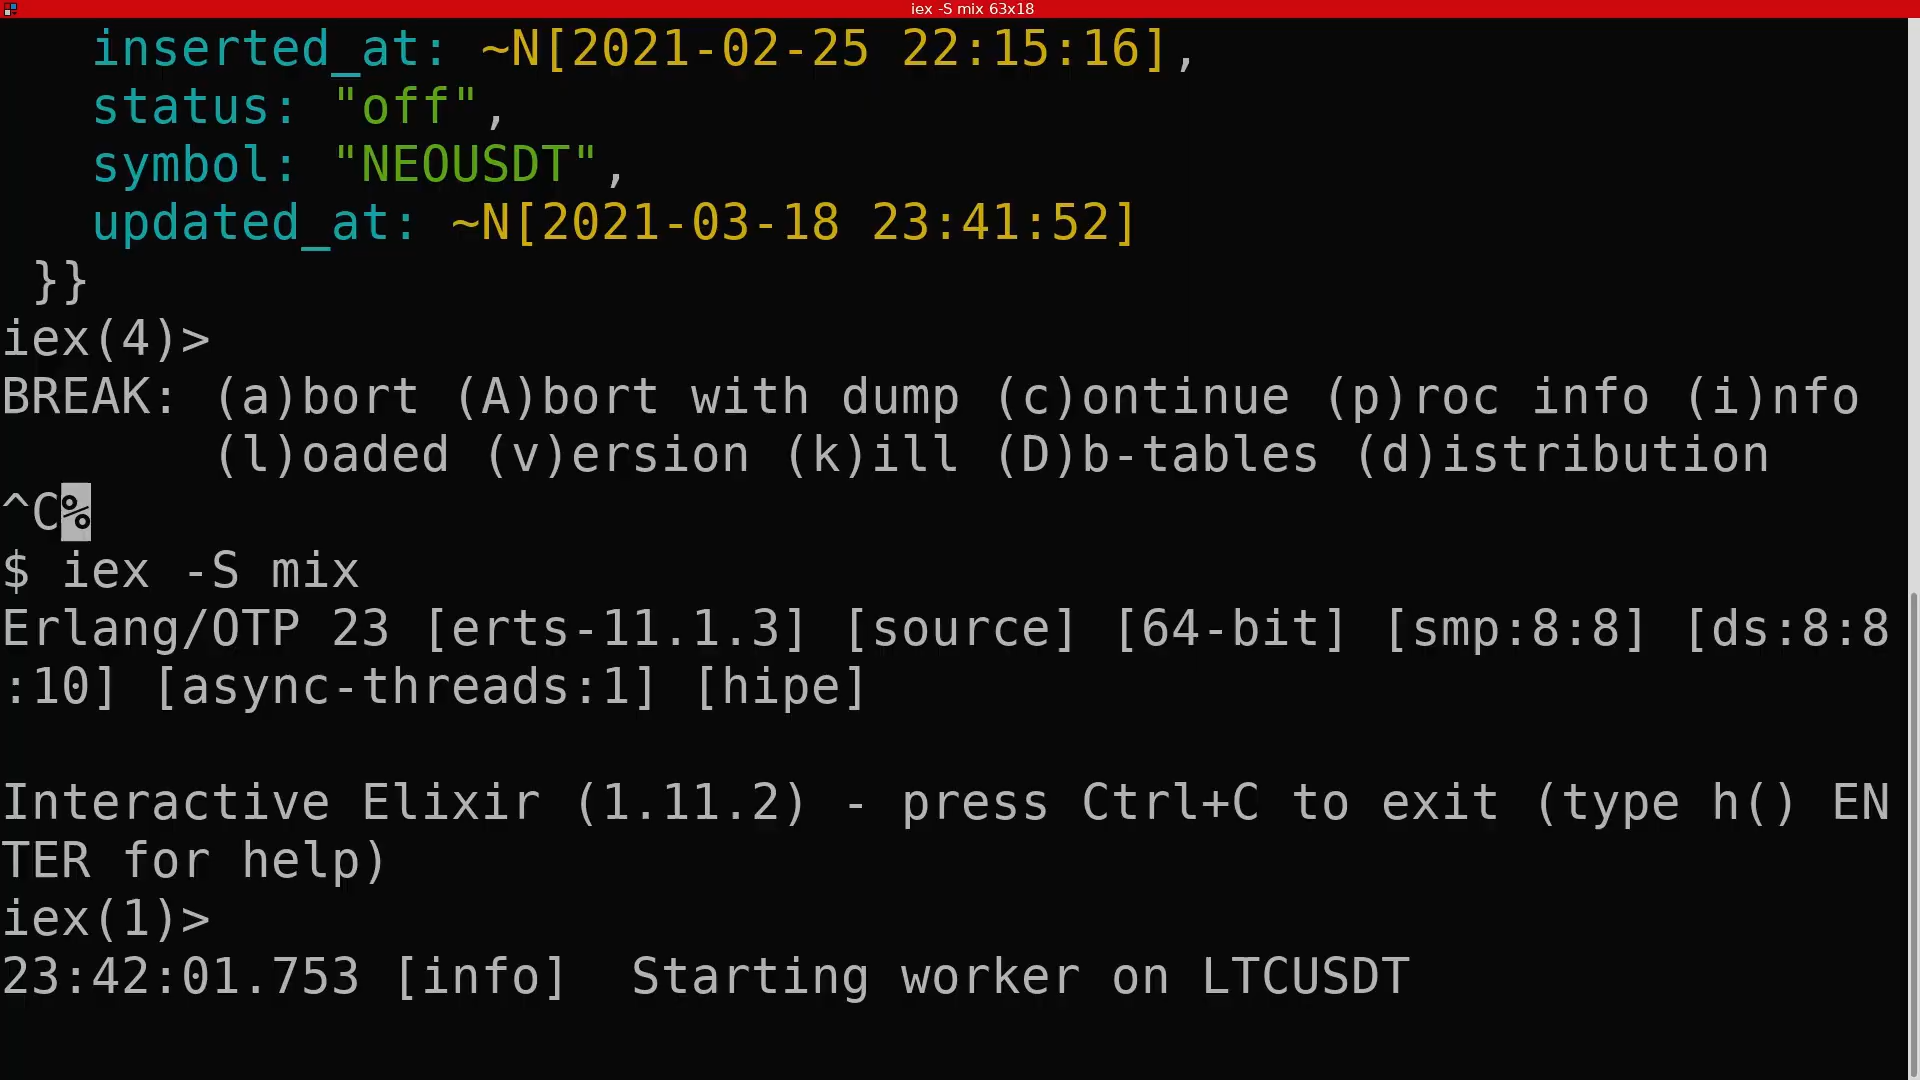 iex -S mix 63x18
inserted_at: ~N[2021-02-25 22:15:16],
status: "off",
symbol: "NEOUSDT",
updated_at: ~N[2021-03-18 23:41:52]
}}
iex(4)>
BREAK: (a)bort (A)bort with dump (c)ontinue (p)roc info (i)nfo
(l)oaded (v)ersion (k)ill (D)b-tables (d)istribution
^C%
$ iex -S mix
Erlang/OTP 23 [erts-11.1.3] [source] [64-bit] [smp:8:8] [ds:8:8
:10] [async-threads:1] [hipe]
Interactive Elixir (1.11.2) - press Ctrl+C to exit (type h() EN
TER for help)
iex(1)>
23:42:01.753 [info]  Starting worker on LTCUSDT